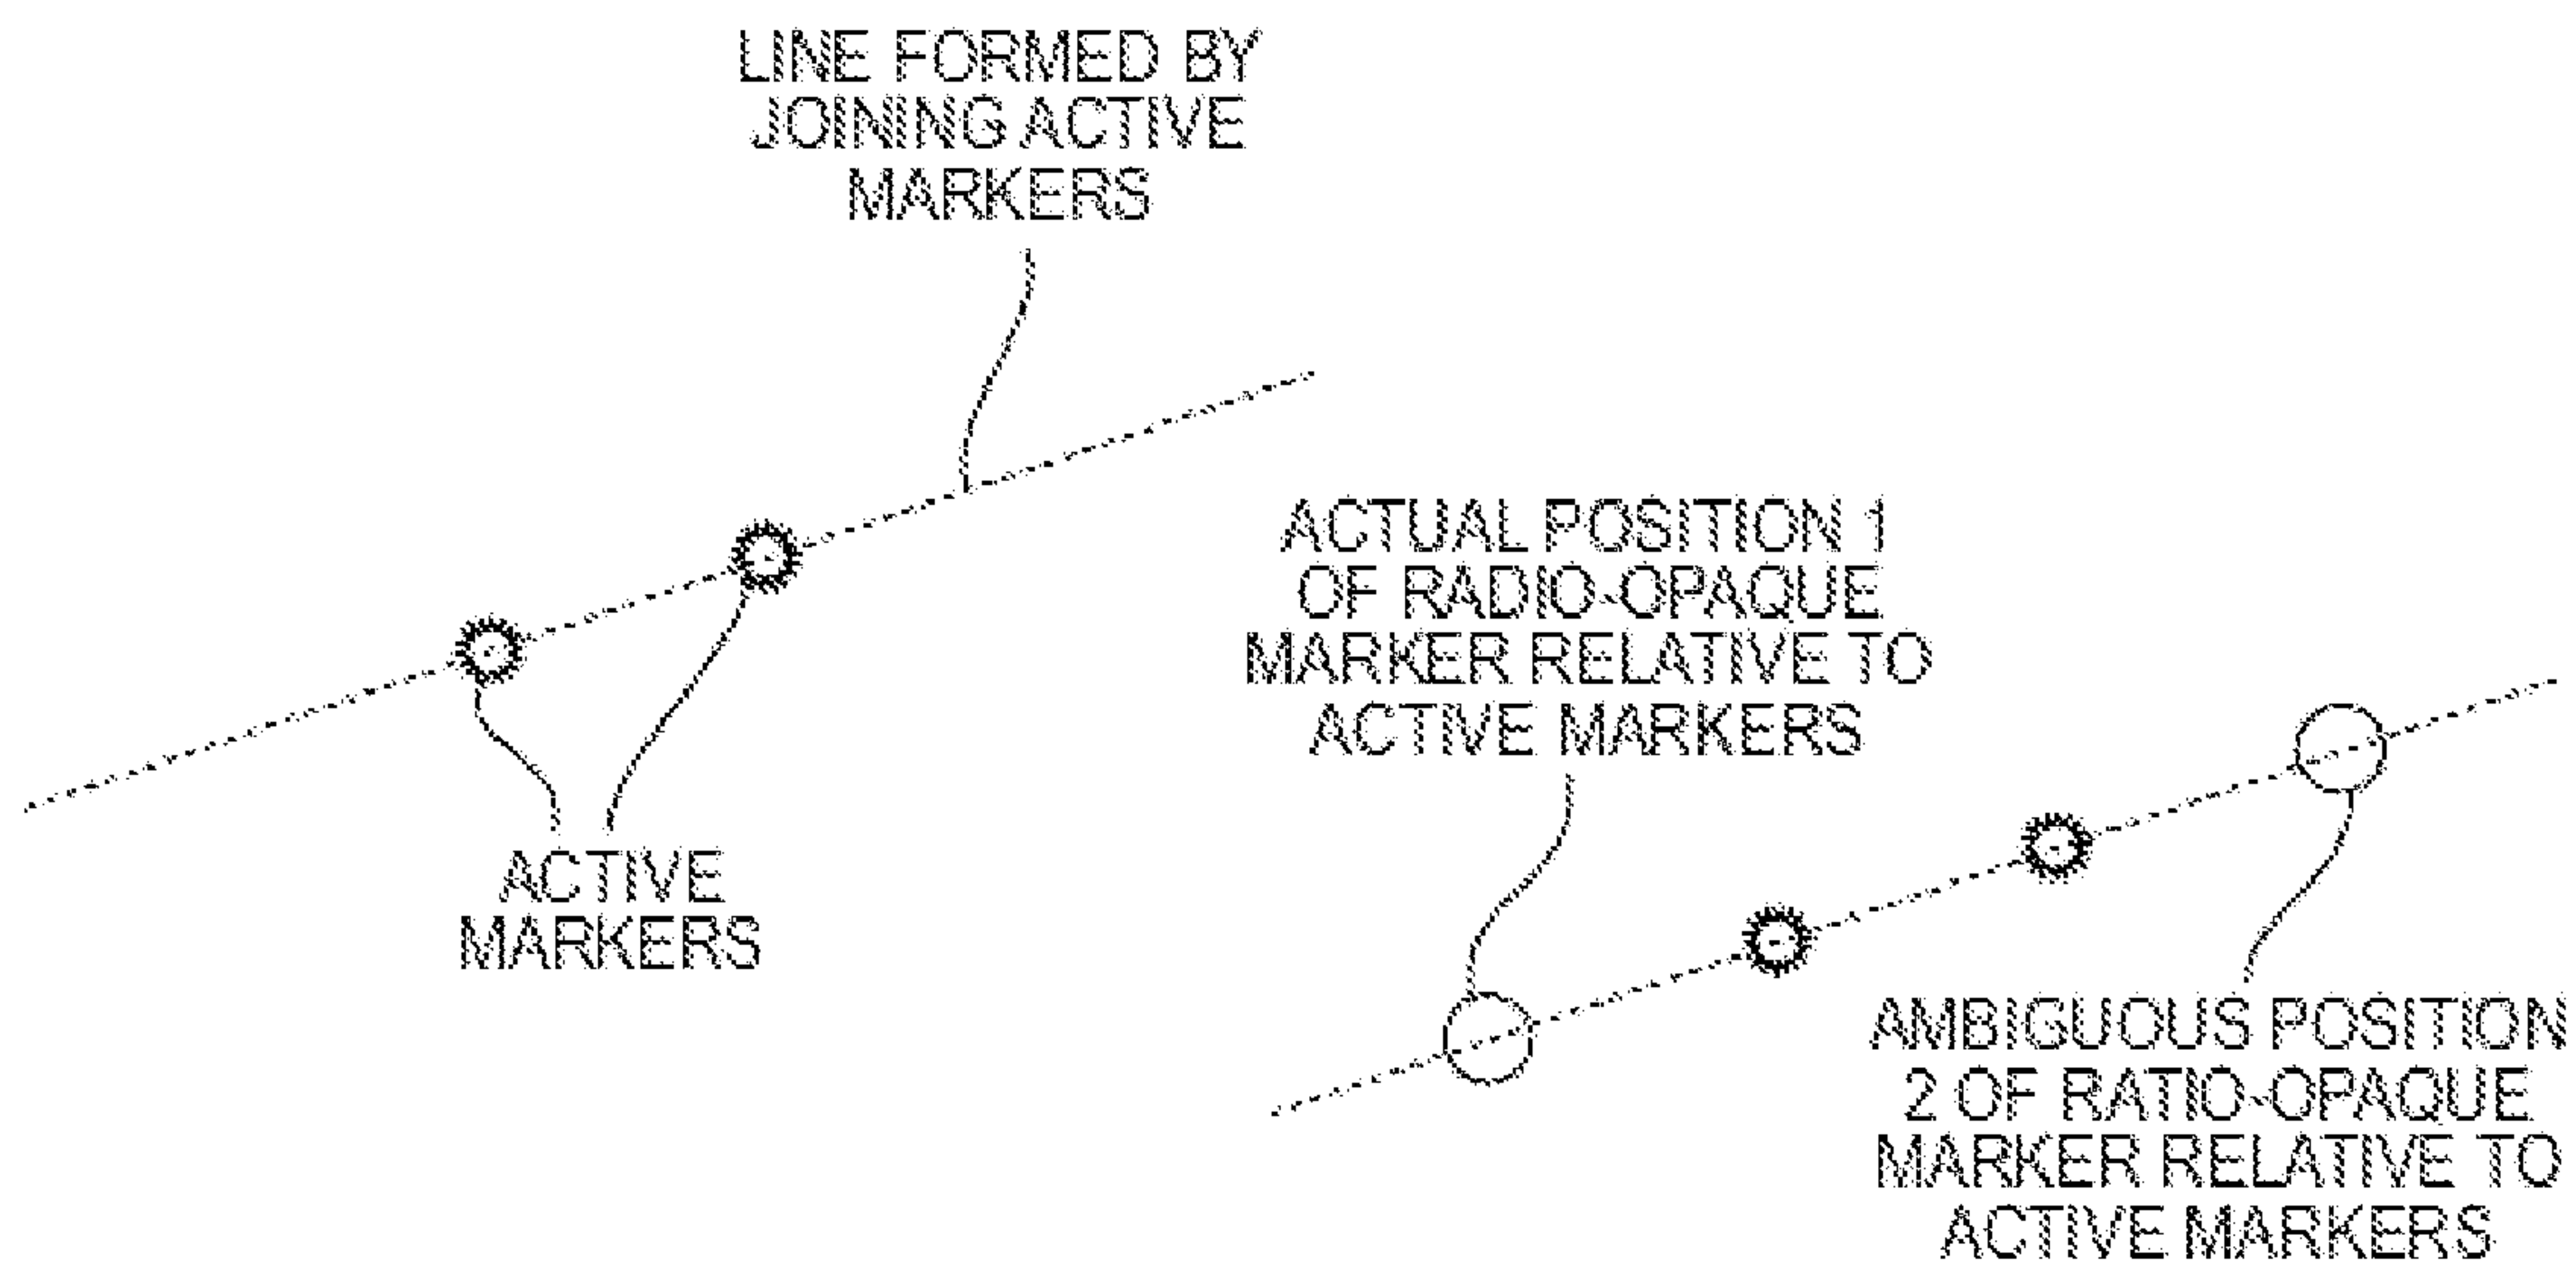 LINE FORMED BY
JOINING ACTIVE
MARKERS
ACTIVE
MARKERS
ACTUAL POSITION 1
OF RADIO-OPAQUE
MARKER RELATIVE TO
ACTIVE MARKERS
AMBIGUOUS POSITION
2 OF RATIO-OPAQUE
MARKER RELATIVE TO
ACTIVE MARKERS